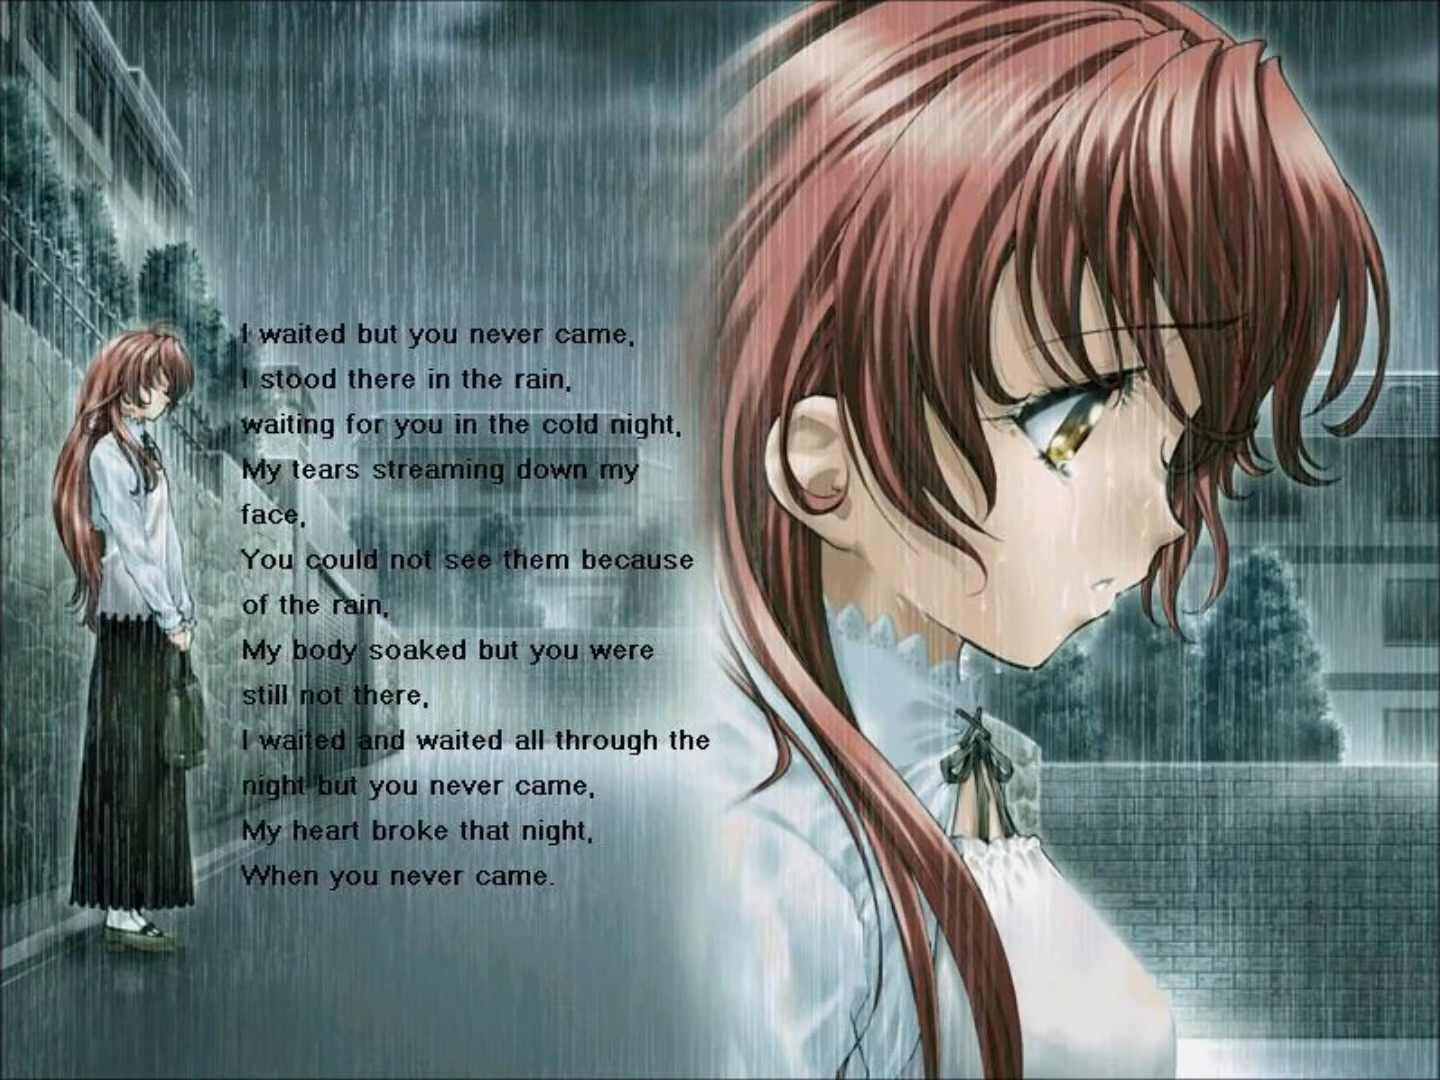 I waited but you never came,
I stood there in the rain,
waiting for you in the cold night,
My tears streaming down my
face,
You could not see them because
of the rain,
My body soaked but you were
still not there,
I waited and waited all through the
night but you never came,
My heart broke that night,
When you never came.